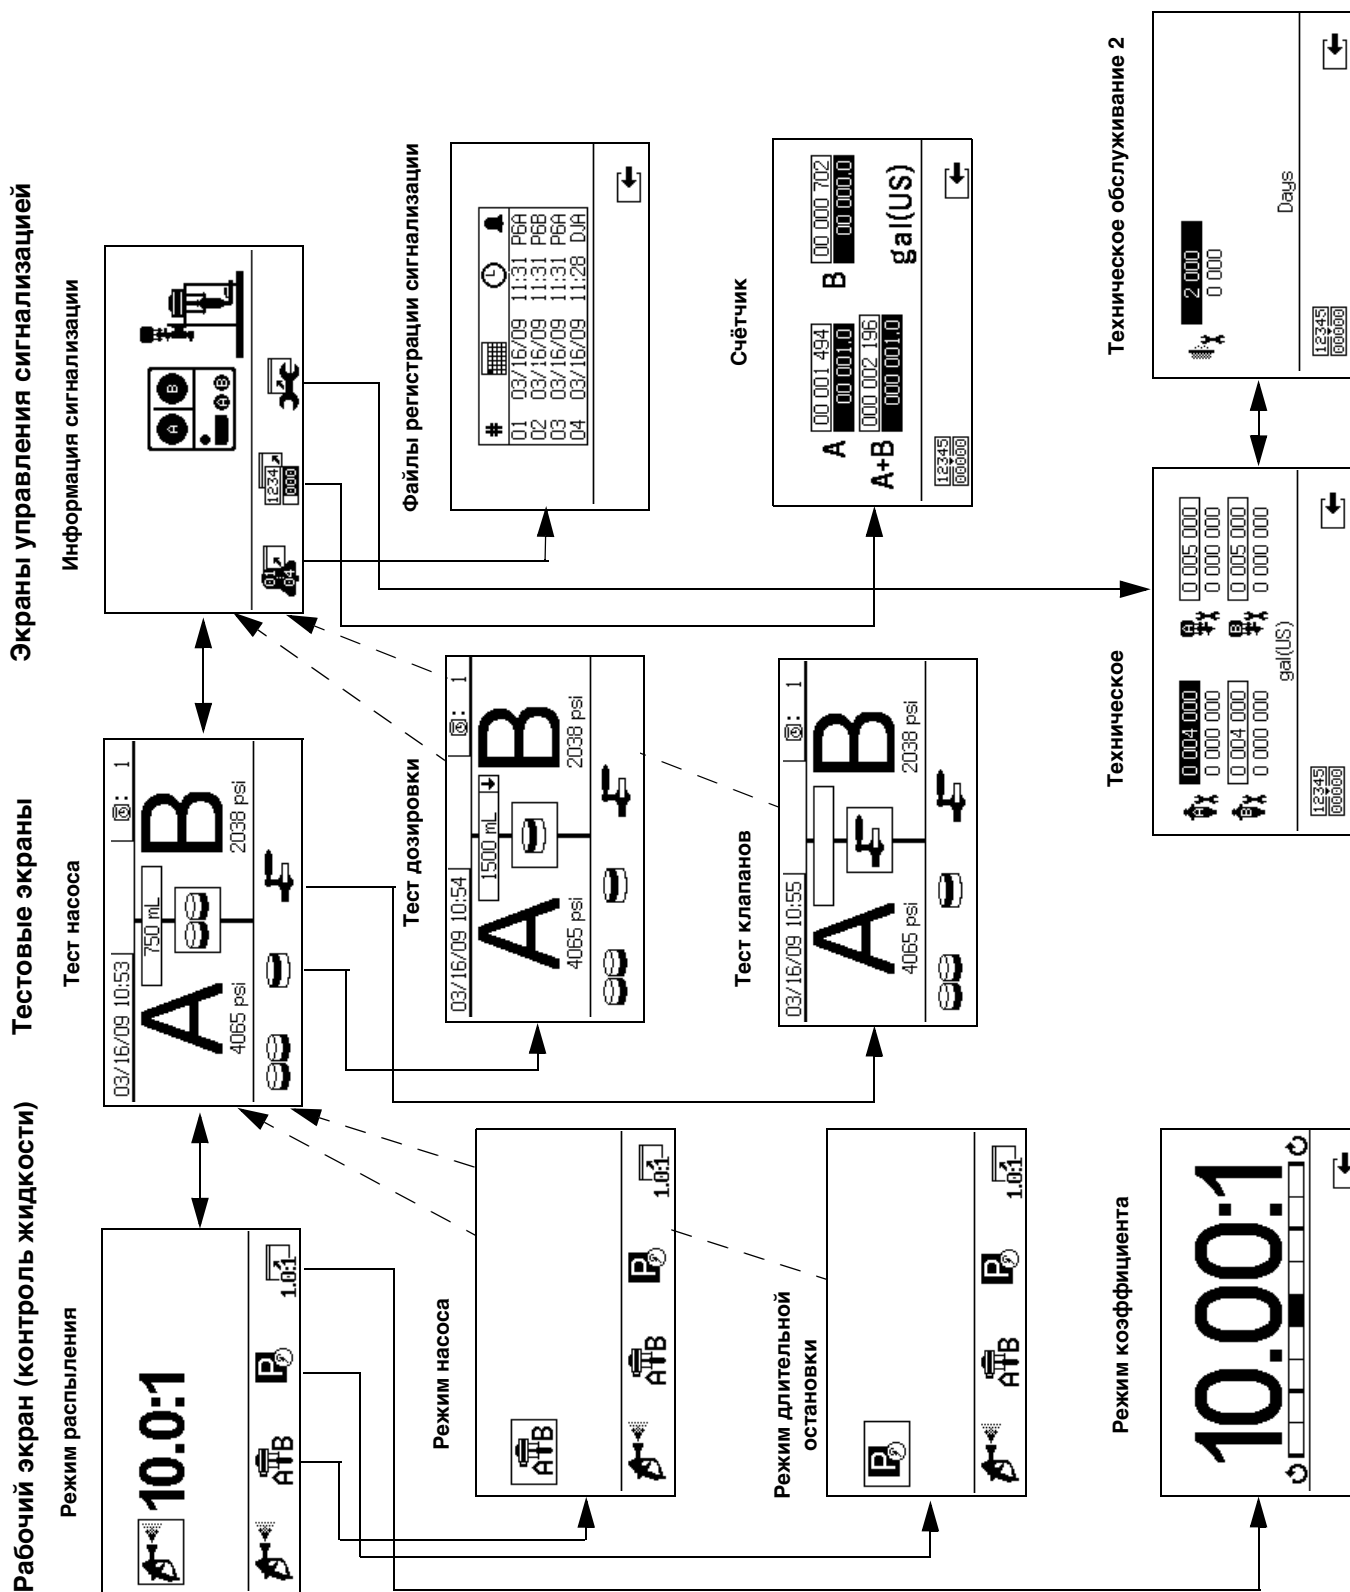 Рабочий экран (контроль жидкости)
Режим распыления
10.0:1
A B
P
1.0:1
Режим насоса
A B
A B
P
1.0:1
Режим длительной
остановки
P
A B
P
1.0:1
Режим коэффициента
10.00:1
Тестовые экраны
Тест насоса
03/16/09 10:53
: 1
750 mL
A
B
4065 psi
2038 psi
Тест дозировки
03/16/09 10:54
: 1
1500 mL
A
B
4065 psi
2038 psi
Тест клапанов
03/16/09 10:55
: 1
A
B
4065 psi
2038 psi
Экраны управления сигнализацией
Информация сигнализации
A B
A B
01
04
1234
000
Файлы регистрации сигнализации
#
01 03/16/09 11:31 P6A
02 03/16/09 11:31 P6B
03 03/16/09 11:31 P6A
04 03/16/09 11:28 DJA
Счётчик
A 00 001 494
00 001.0
B 00 000 702
00 000.0
A+B 000 002 196
000 001.0
gal(US)
12345
00000
Техническое
A 0 004 000
0 000 000
A 0 005 000
0 000 000
B 0 004 000
0 000 000
B 0 005 000
0 000 000
gal(US)
12345
00000
Техническое обслуживание 2
2 000
0 000
Days
12345
00000